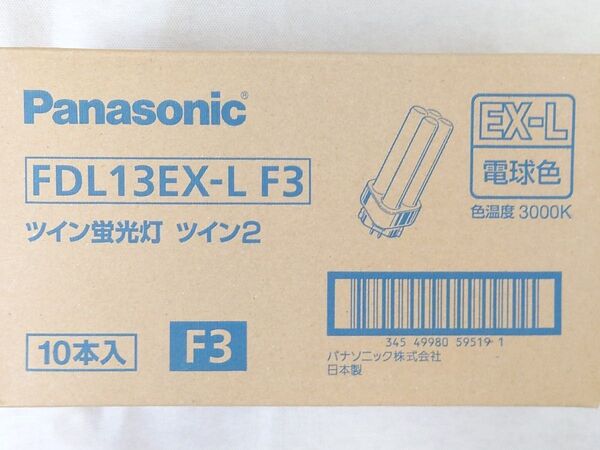 Panasonic®
FDL13EX-L F3
ツイン蛍光灯 ツイン2
10本入
F3
EX-L
電球色
色温度 3000K
345 49980 59519 1
パナソニック株式会社
日本製